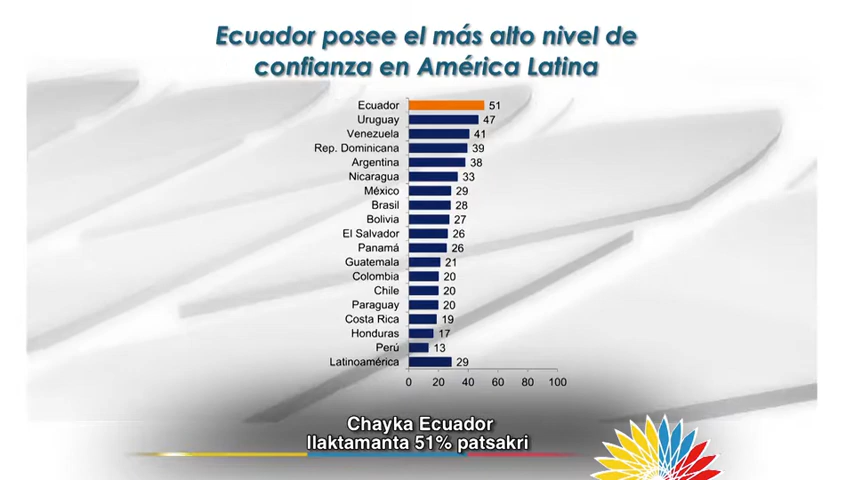 Ecuador posee el más alto nivel de
confianza en América Latina
Ecuador 51
Uruguay 47
Venezuela 41
Rep. Dominicana 39
Argentina 38
Nicaragua 33
México 29
Brasil 28
Bolivia 27
El Salvador 26
Panamá 26
Guatemala 21
Colombia 20
Chile 20
Paraguay 20
Costa Rica 19
Honduras 17
Perú 13
Latinoamérica 29
0 20 40 60 80 100
Chayka Ecuador
llaktamanta 51% patsakri